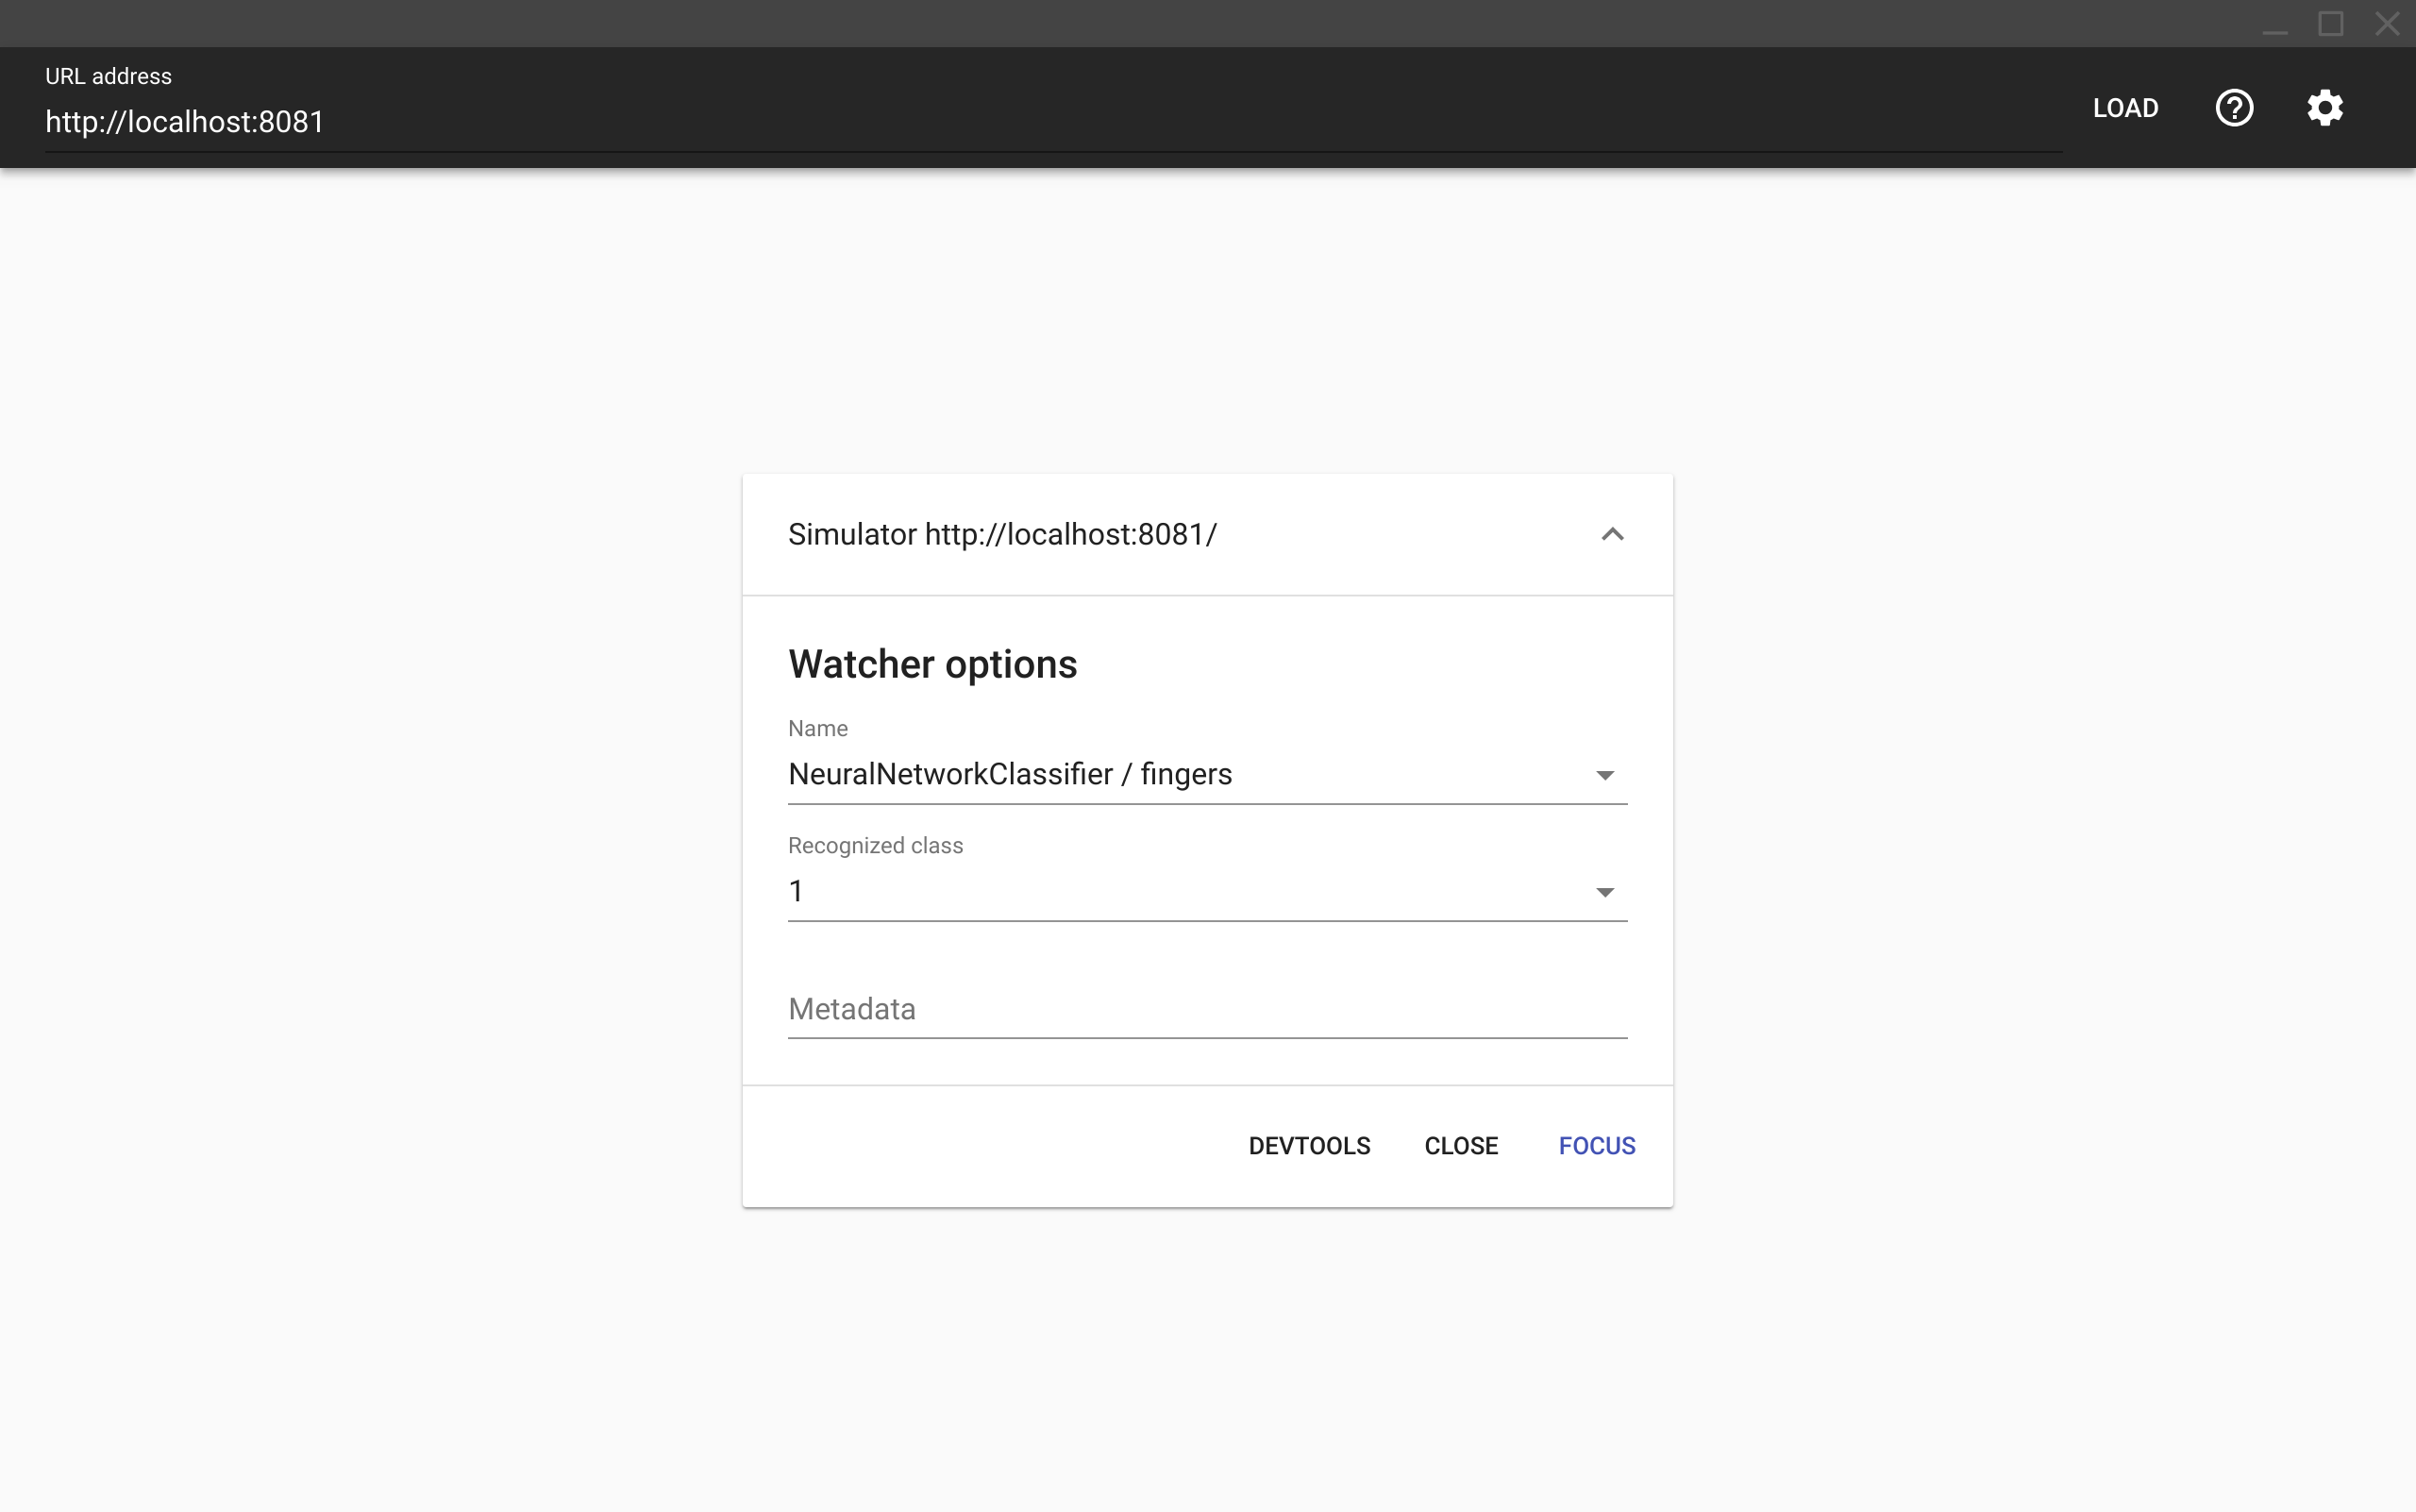 URL address
http://localhost:8081
LOAD
Simulator http://localhost:8081/
Watcher options
Name
NeuralNetworkClassifier / fingers
Recognized class
1
Metadata
DEVTOOLS CLOSE FOCUS